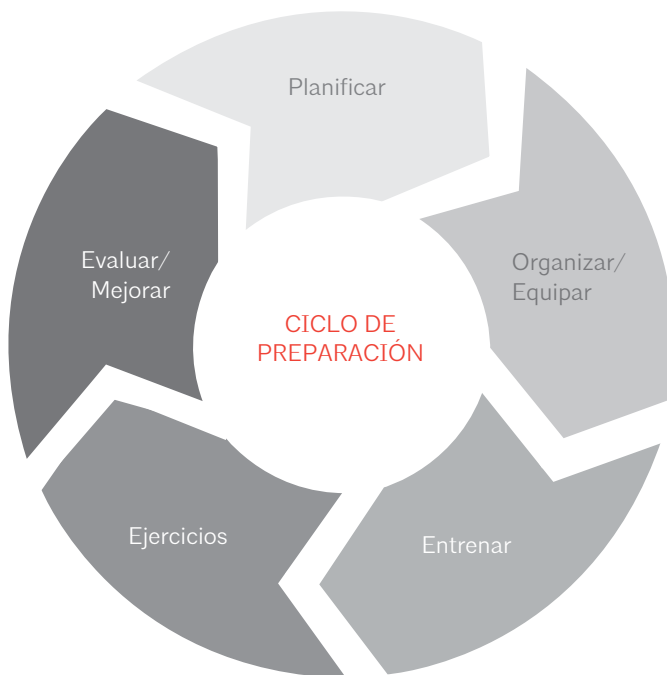 Planificar
Organizar/
Equipar
Entrenar
Ejercicios
Evaluar/
Mejorar
CICLO DE
PREPARACIÓN